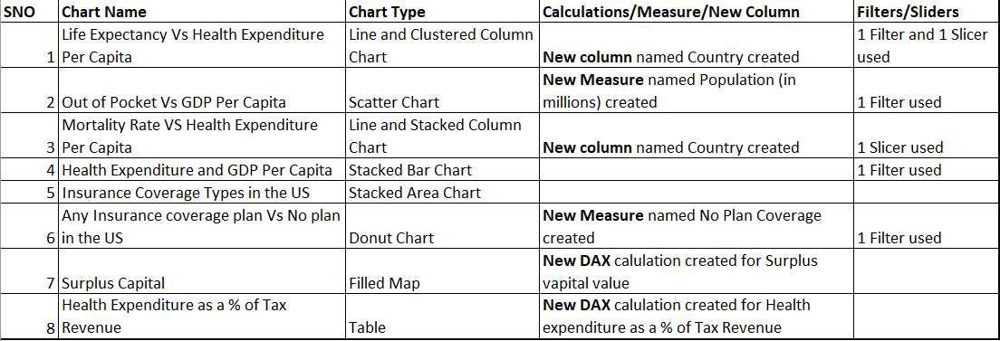 SNO Chart Name Chart Type Calculations/Measure/New Column Filters/Sliders
Life Expectancy Vs Health Expenditure Line and Clustered Column 1 Filter and 1 Slicer
1 Per Capita Chart New column named Country created used
New Measure named Population (in
2 Out of Pocket Vs GDP Per Capita Scatter Chart millions) created 1 Filter used
Mortality Rate VS Health Expenditure Line and Stacked Column
3 Per Capita Chart New column named Country created 1 Slicer used
4 Health Expenditure and GDP Per Capita Stacked Bar Chart 1 Filter used
5 Insurance Coverage Types in the US Stacked Area Chart
Any Insurance coverage plan Vs No plan New Measure named No Plan Coverage
6 in the US Donut Chart created 1 Filter used
New DAX calulation created for Surplus
7 Surplus Capital Filled Map vapital value
Health Expenditure as a % of Tax New DAX calulation created for Health
8 Revenue Table expenditure as a % of Tax Revenue